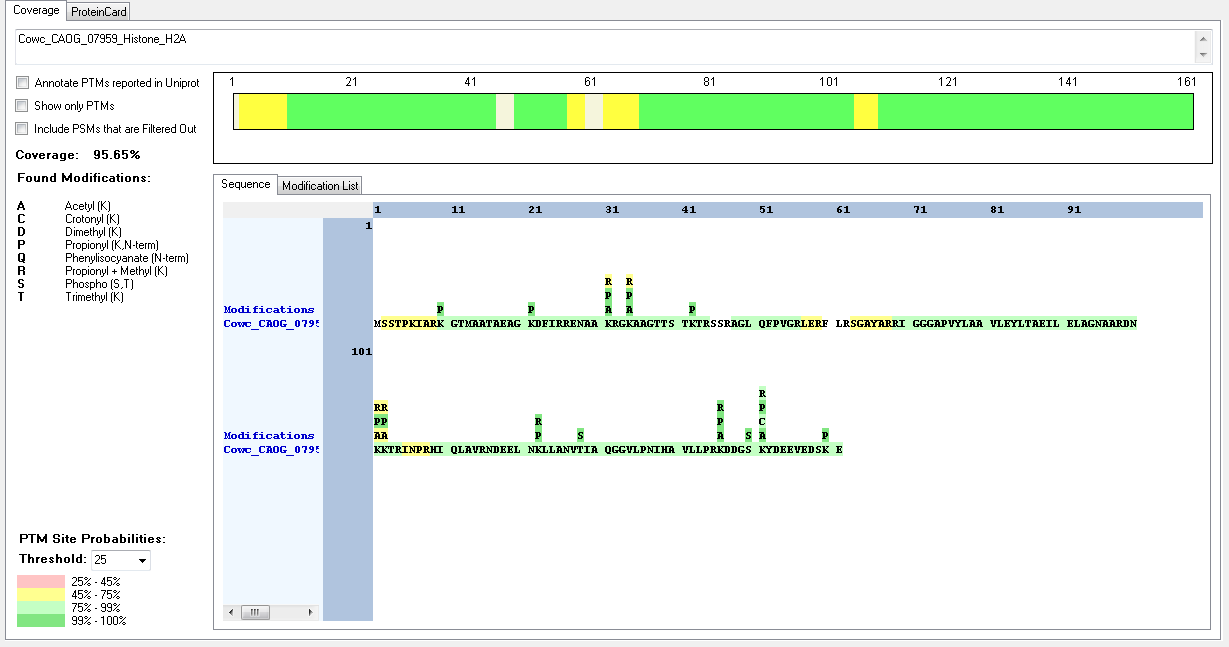 Coverage ProteinCard
Cowc_CAOG_07959_Histone_H2A
Annotate PTMs reported in Uniprot
Show only PTMs
Include PSMs that are Filtered Out
1 21 41 61 81 101 121 141 161
Coverage: 95.65%
Found Modifications:
A Acetyl (K)
C Crotonyl (K)
D Dimethyl (K)
P Propionyl (K,N-term)
Q Phenylisocyanate (N-term)
R Propionyl + Methyl (K)
S Phospho (S,T)
T Trimethyl (K)
Sequence Modification List
1 11 21 31 41 51 61 71 81 91
1
R R
P P
Modifications P P A A P
Cowc_CAOG_0795 MSSTPKIARK GTMAATAEAG KDFIRRENAA KRGKAAGTTS TKTRSSRAGL QFPVGRLERF LRSGAYARRI GGGAPVYLAA VLEYLTAEIL ELAGNAARDN
101
R
RR R P
PP R P C
Modifications AA P S A S A P
Cowc_CAOG_0795 KKTRINPRHI QLAVRNDEEL NKLLANVTIA QGGVLPNIHA VLLPRKDDGS KYDEEVEDSK E
PTM Site Probabilities:
Threshold: 25
25% - 45%
45% - 75%
75% - 99%
99% - 100%